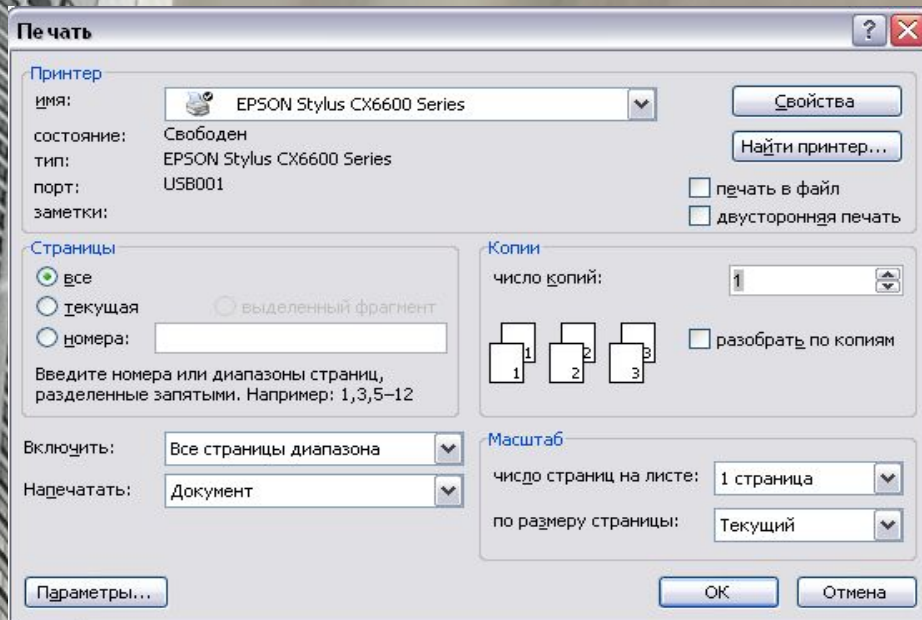 Печать
Принтер
имя:
EPSON Stylus CX6600 Series
Свойства
состояние:
Свободен
Найти принтер...
тип:
EPSON Stylus CX6600 Series
порт:
USB001
печать в файл
заметки:
двусторонняя печать
Страницы
все
текущая
выделенный фрагмент
номера:
Введите номера или диапазоны страниц,
разделенные запятыми. Например: 1,3,5–12
Копии
число копий:
1
1
1
2
2
3
3
разобрать по копиям
Включить:
Все страницы диапазона
Напечатать:
Документ
Масштаб
число страниц на листе:
1 страница
по размеру страницы:
Текущий
Параметры...
ОК
Отмена